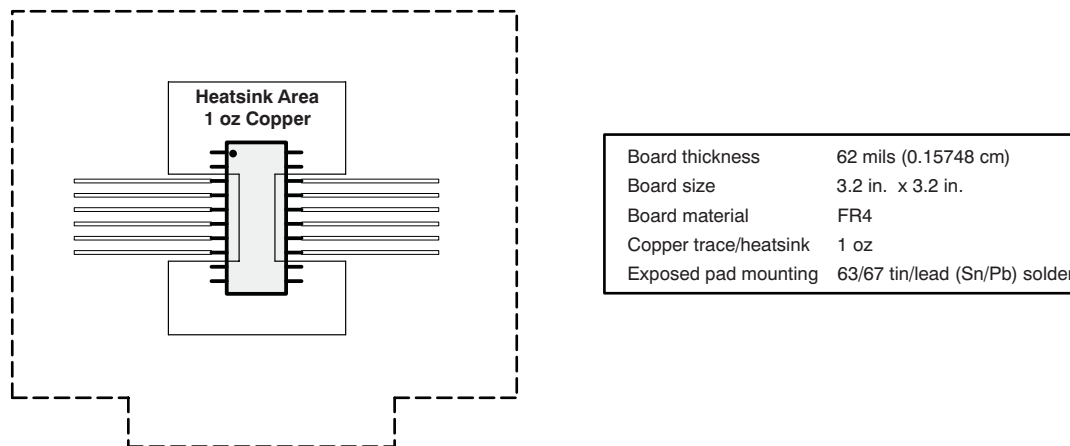 Heatsink Area
1 oz Copper
Board thickness 62 mils (0.15748 cm)
Board size 3.2 in. x 3.2 in.
Board material FR4
Copper trace/heatsink 1 oz
Exposed pad mounting 63/67 tin/lead (Sn/Pb) solder